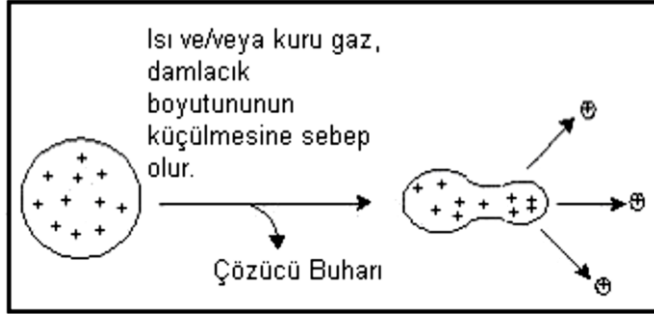 Isı ve/veya kuru gaz,
damlacık
boyutununun
küçülmesine sebep
olur.
Çözücü Buharı